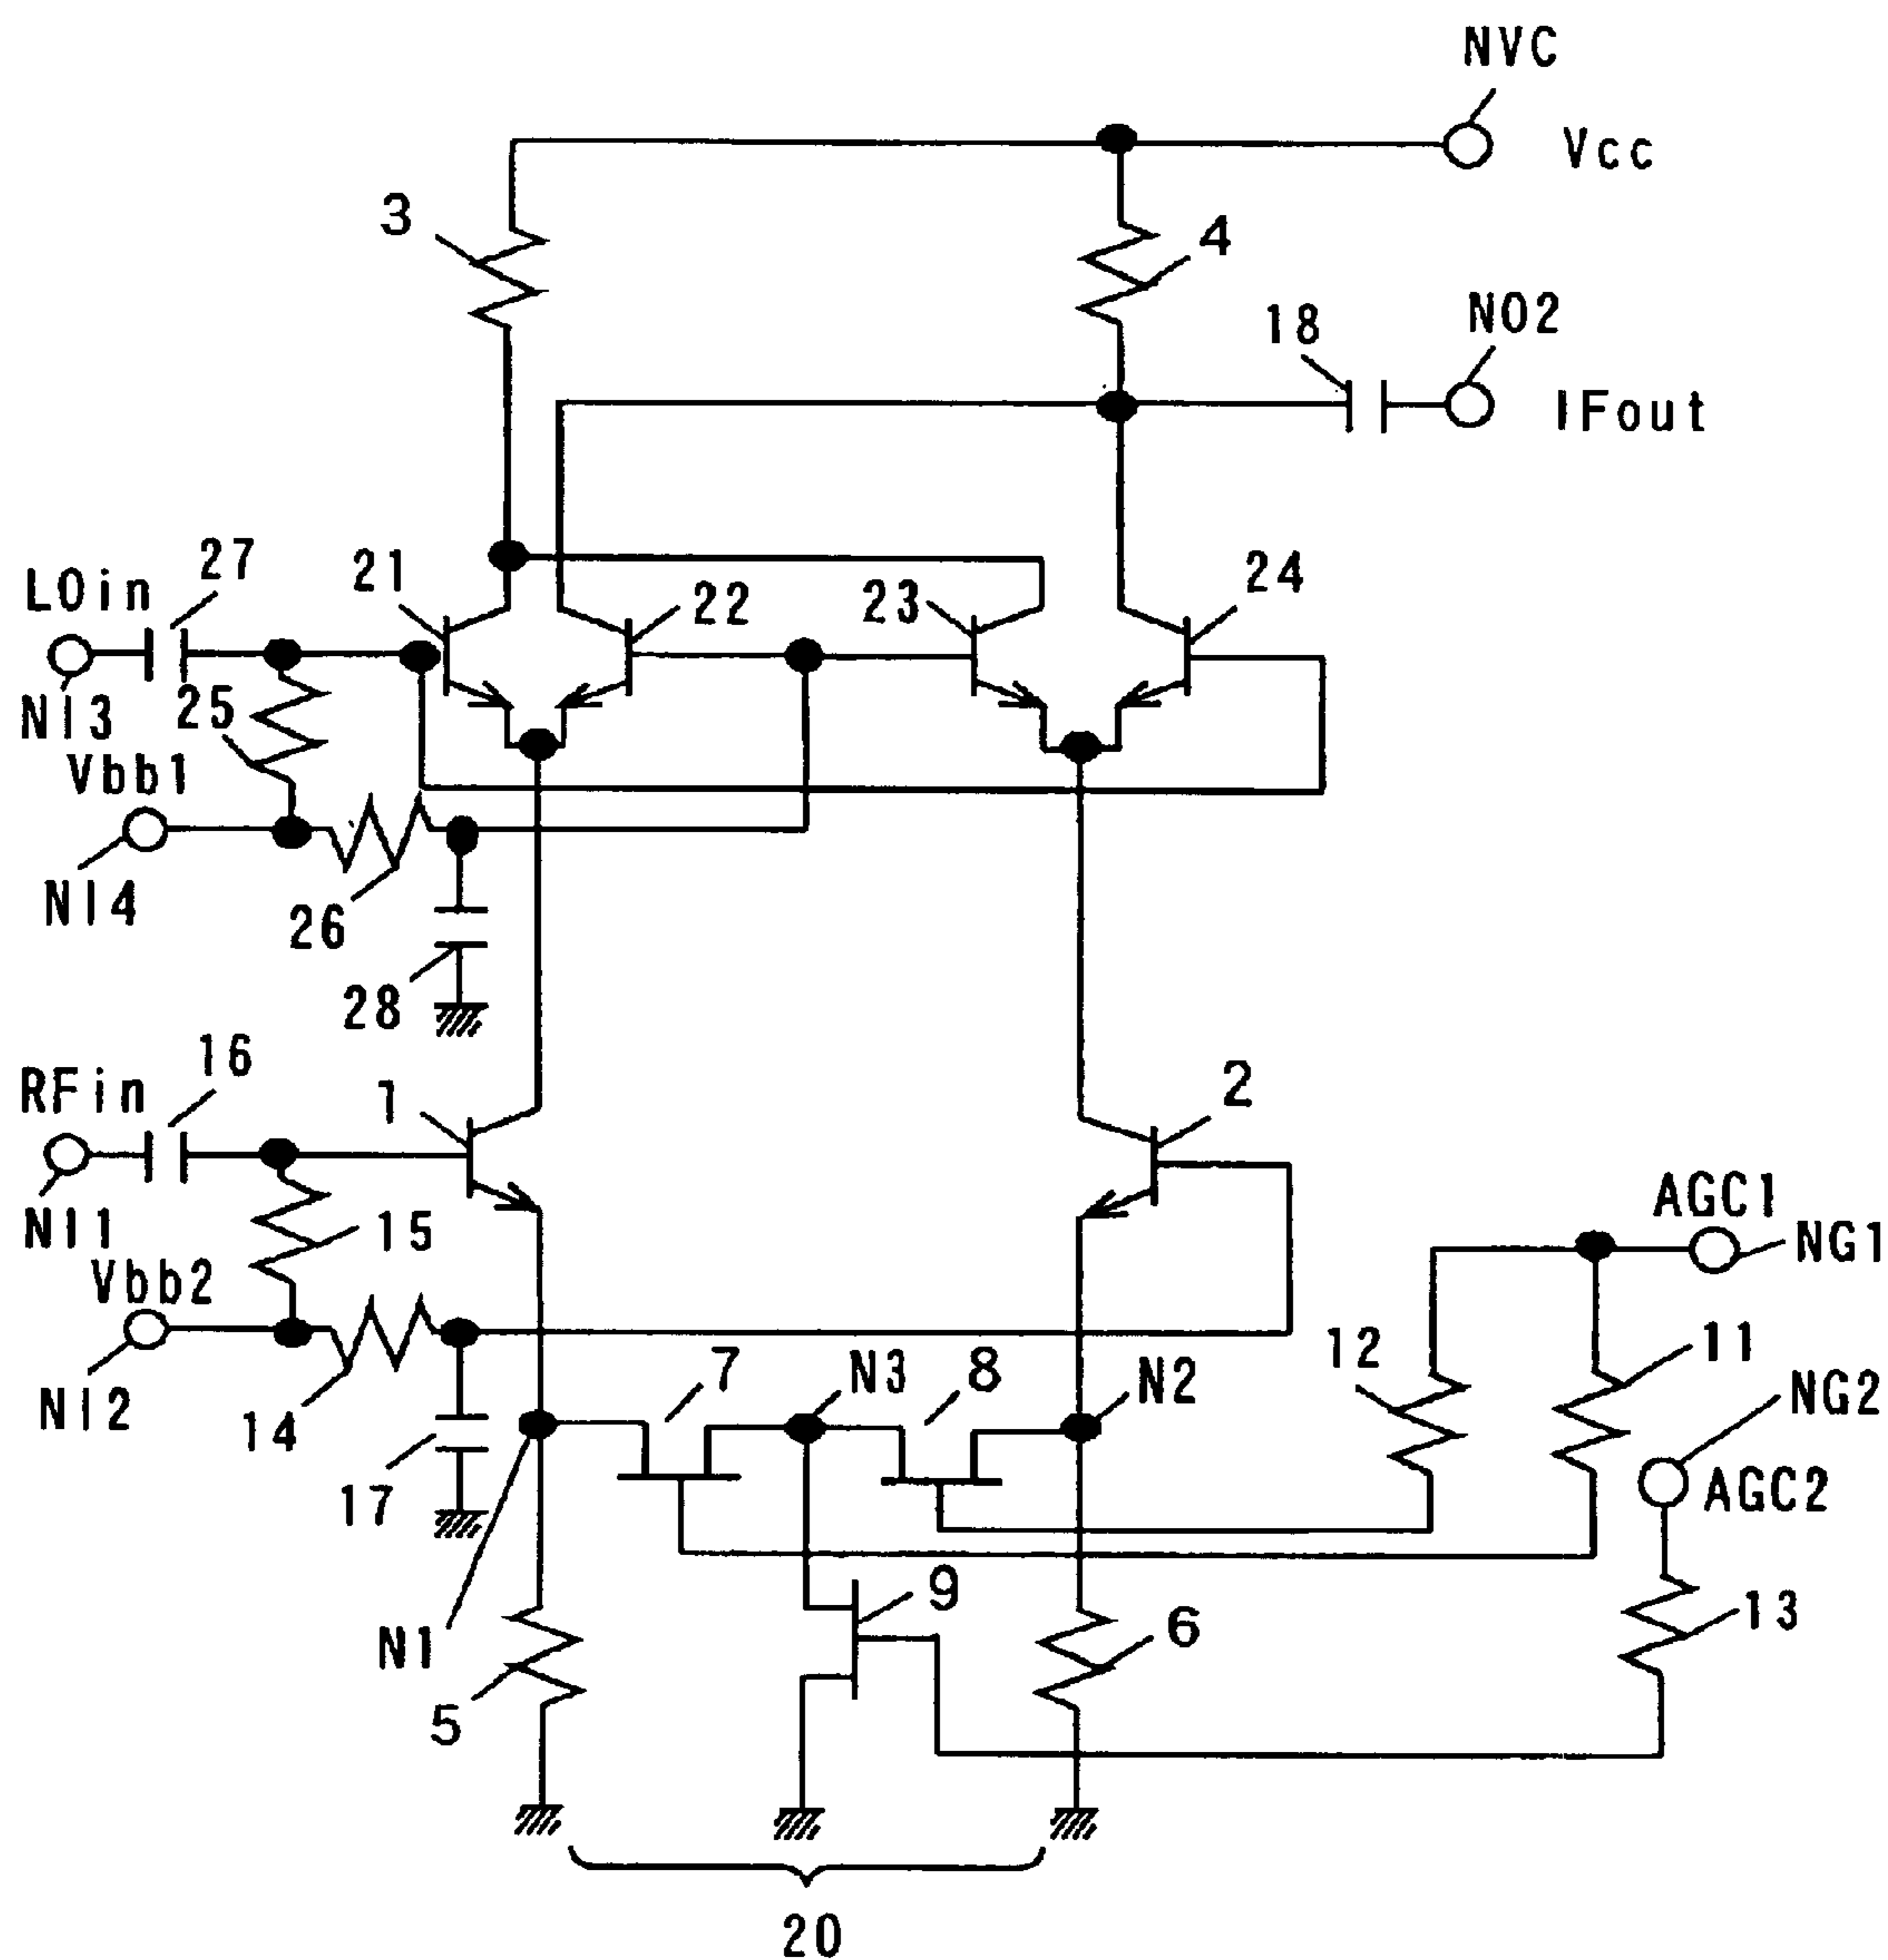 NVC
Vcc
3
4
18
NO2
IFout
27
21
22
23
24
LOin
NI3
25
Vbb1
NI4
26
28
16
RFin
1
2
NI1
15
AGC1
NG1
Vbb2
12
11
7
N3
8
N2
NG2
NI2
14
AGC2
17
9
13
N1
6
5
20